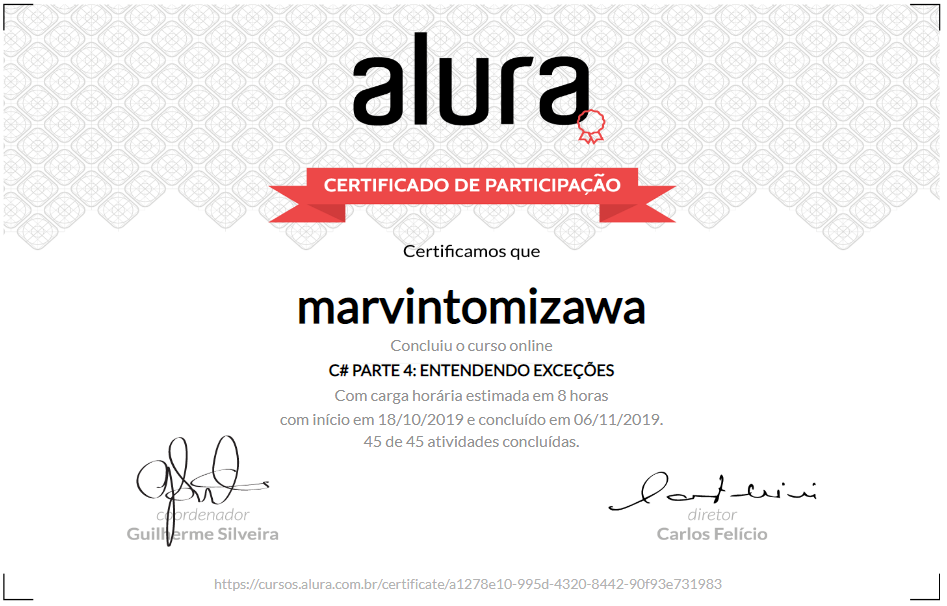 alura
CERTIFICADO DE PARTICIPAÇÃO
Certificamos que
marvintomizawa
Concluiu o curso online
C# PARTE 4: ENTENDENDO EXCEÇÕES
Com carga horária estimada em 8 horas
com início em 18/10/2019 e concluído em 06/11/2019.
45 de 45 atividades concluídas.
coordenador
Guilherme Silveira
diretor
Carlos Felício
https://cursos.alura.com.br/certificate/a1278e10-995d-4320-8442-90f93e731983